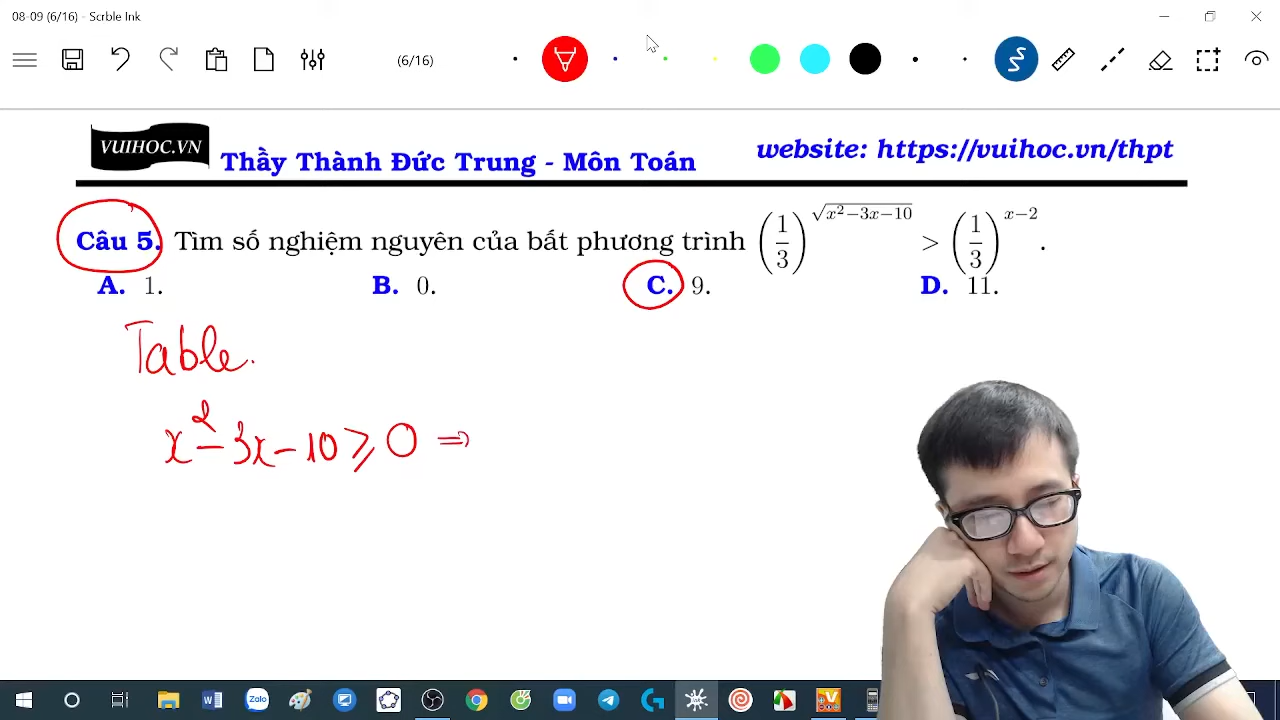 08-09 (6/16) - Scrble Ink
(6/16)
VUIHOC.VN Thầy Thành Đức Trung - Môn Toán website: https://vuihoc.vn/thpt
Câu 5. Tìm số nghiệm nguyên của bất phương trình (1/3)^√(x²−3x−10) > (1/3)^(x−2).
A. 1. B. 0. C. 9. D. 11.
Table.
x² − 3x − 10 ⩾ 0 ⇒
Zalo